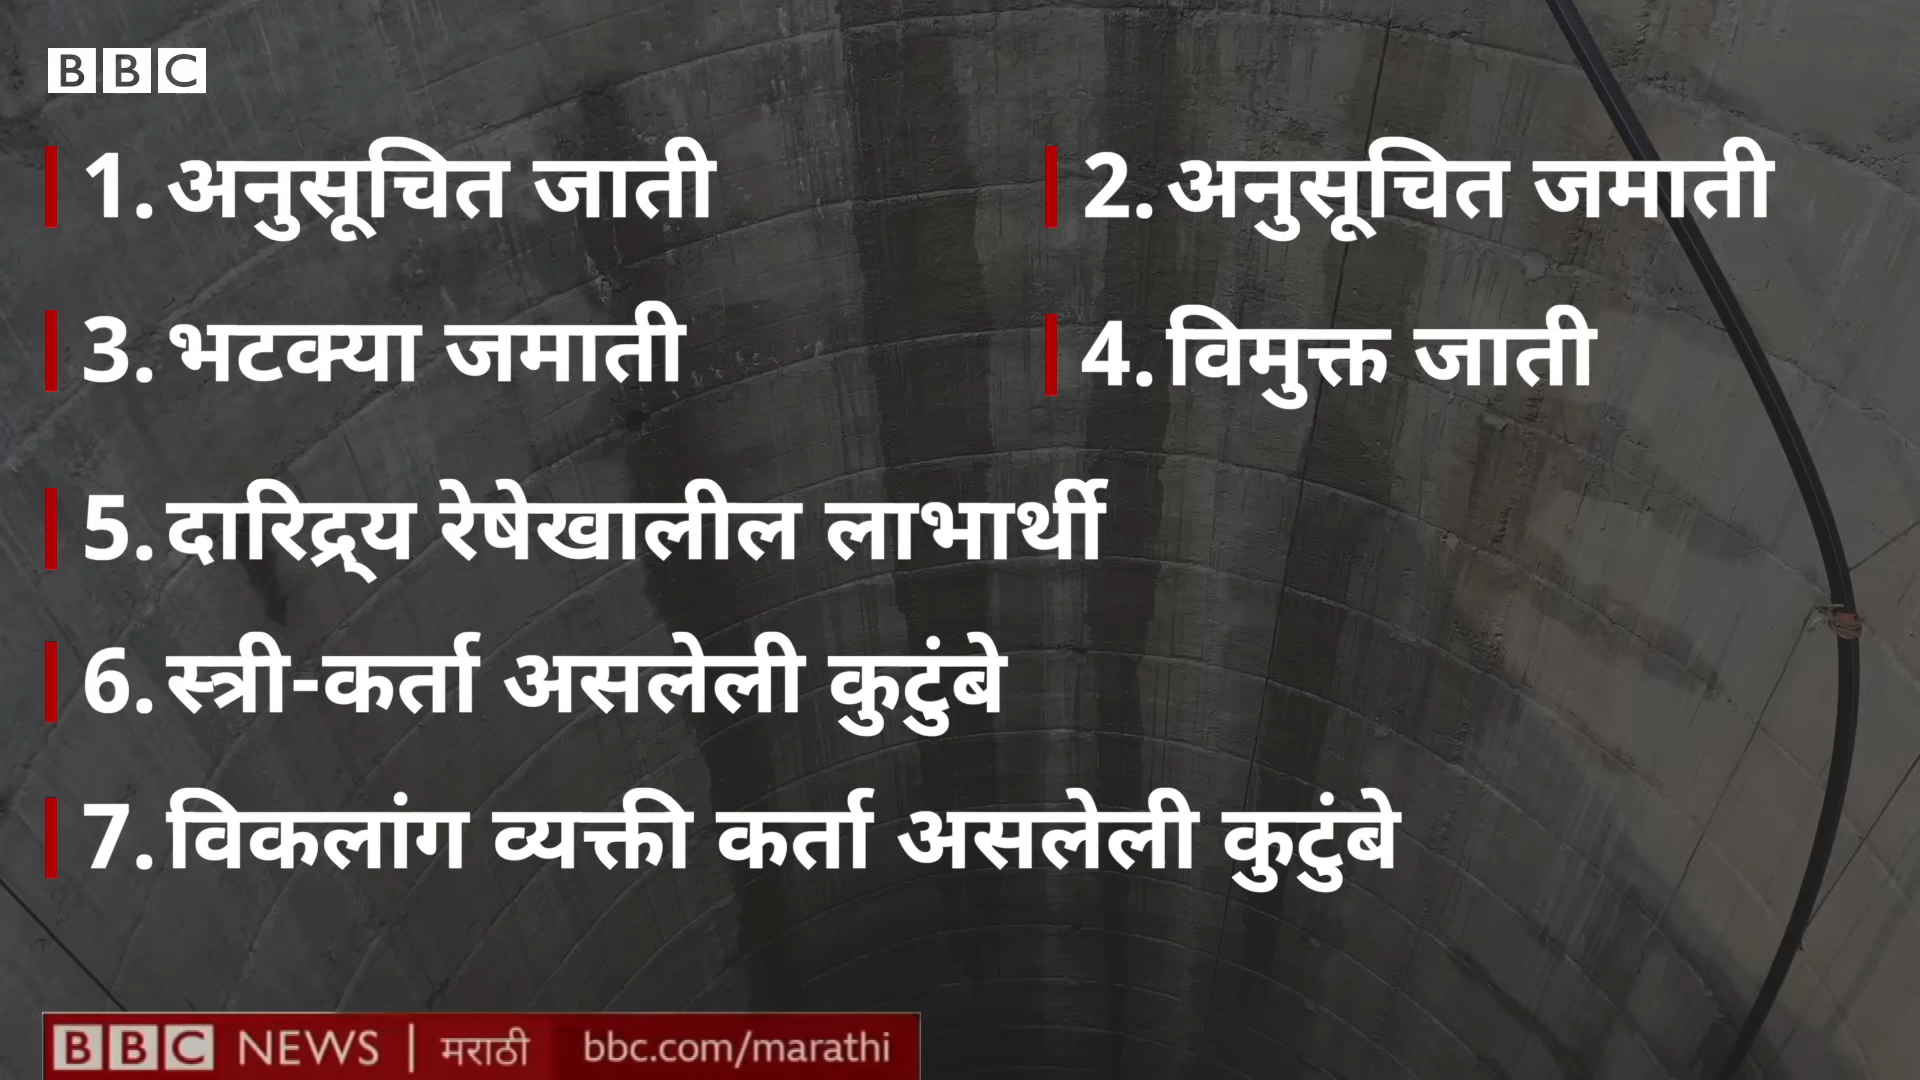 BBC
1. अनुसूचित जाती
2. अनुसूचित जमाती
3. भटक्या जमाती
4. विमुक्त जाती
5. दारिद्र्य रेषेखालील लाभार्थी
6. स्त्री-कर्ता असलेली कुटुंबे
7. विकलांग व्यक्ती कर्ता असलेली कुटुंबे
BBC NEWS | मराठी bbc.com/marathi